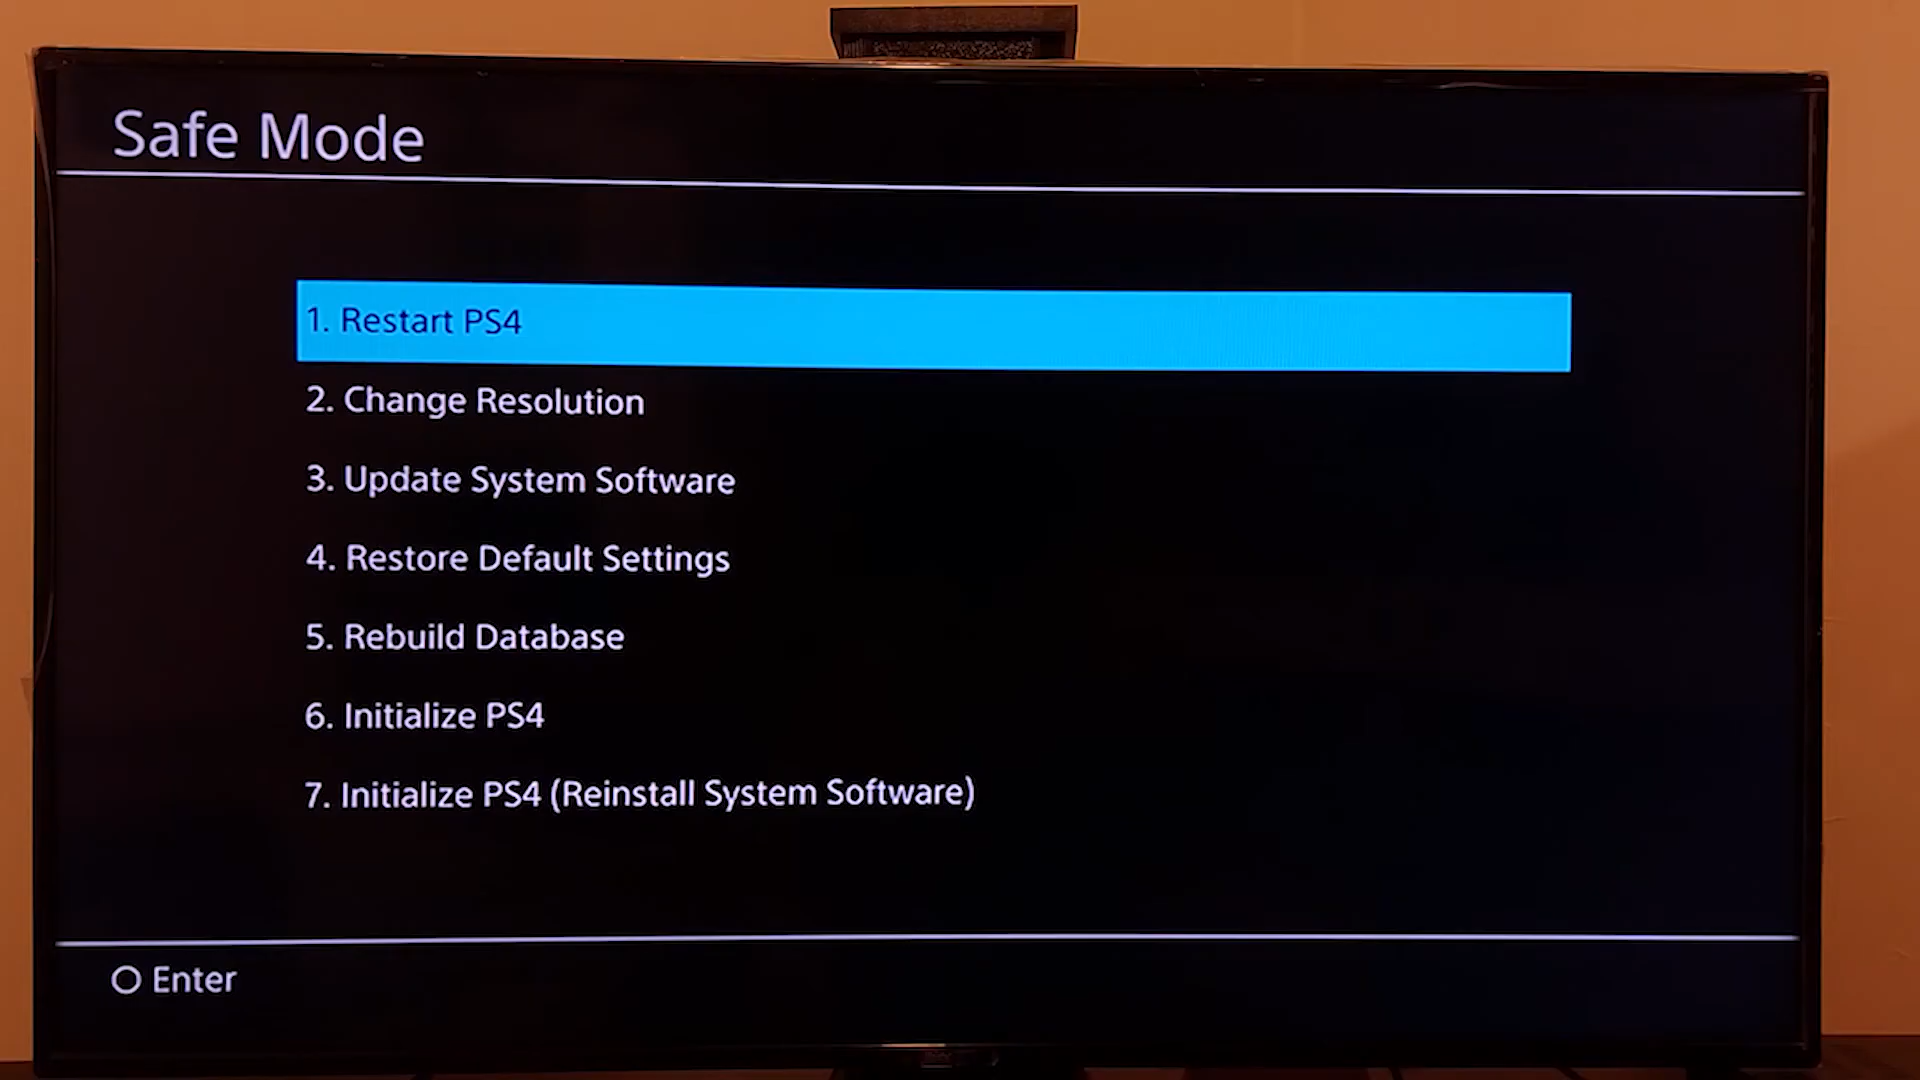 Safe Mode
1. Restart PS4
2. Change Resolution
3. Update System Software
4. Restore Default Settings
5. Rebuild Database
6. Initialize PS4
7. Initialize PS4 (Reinstall System Software)
Enter